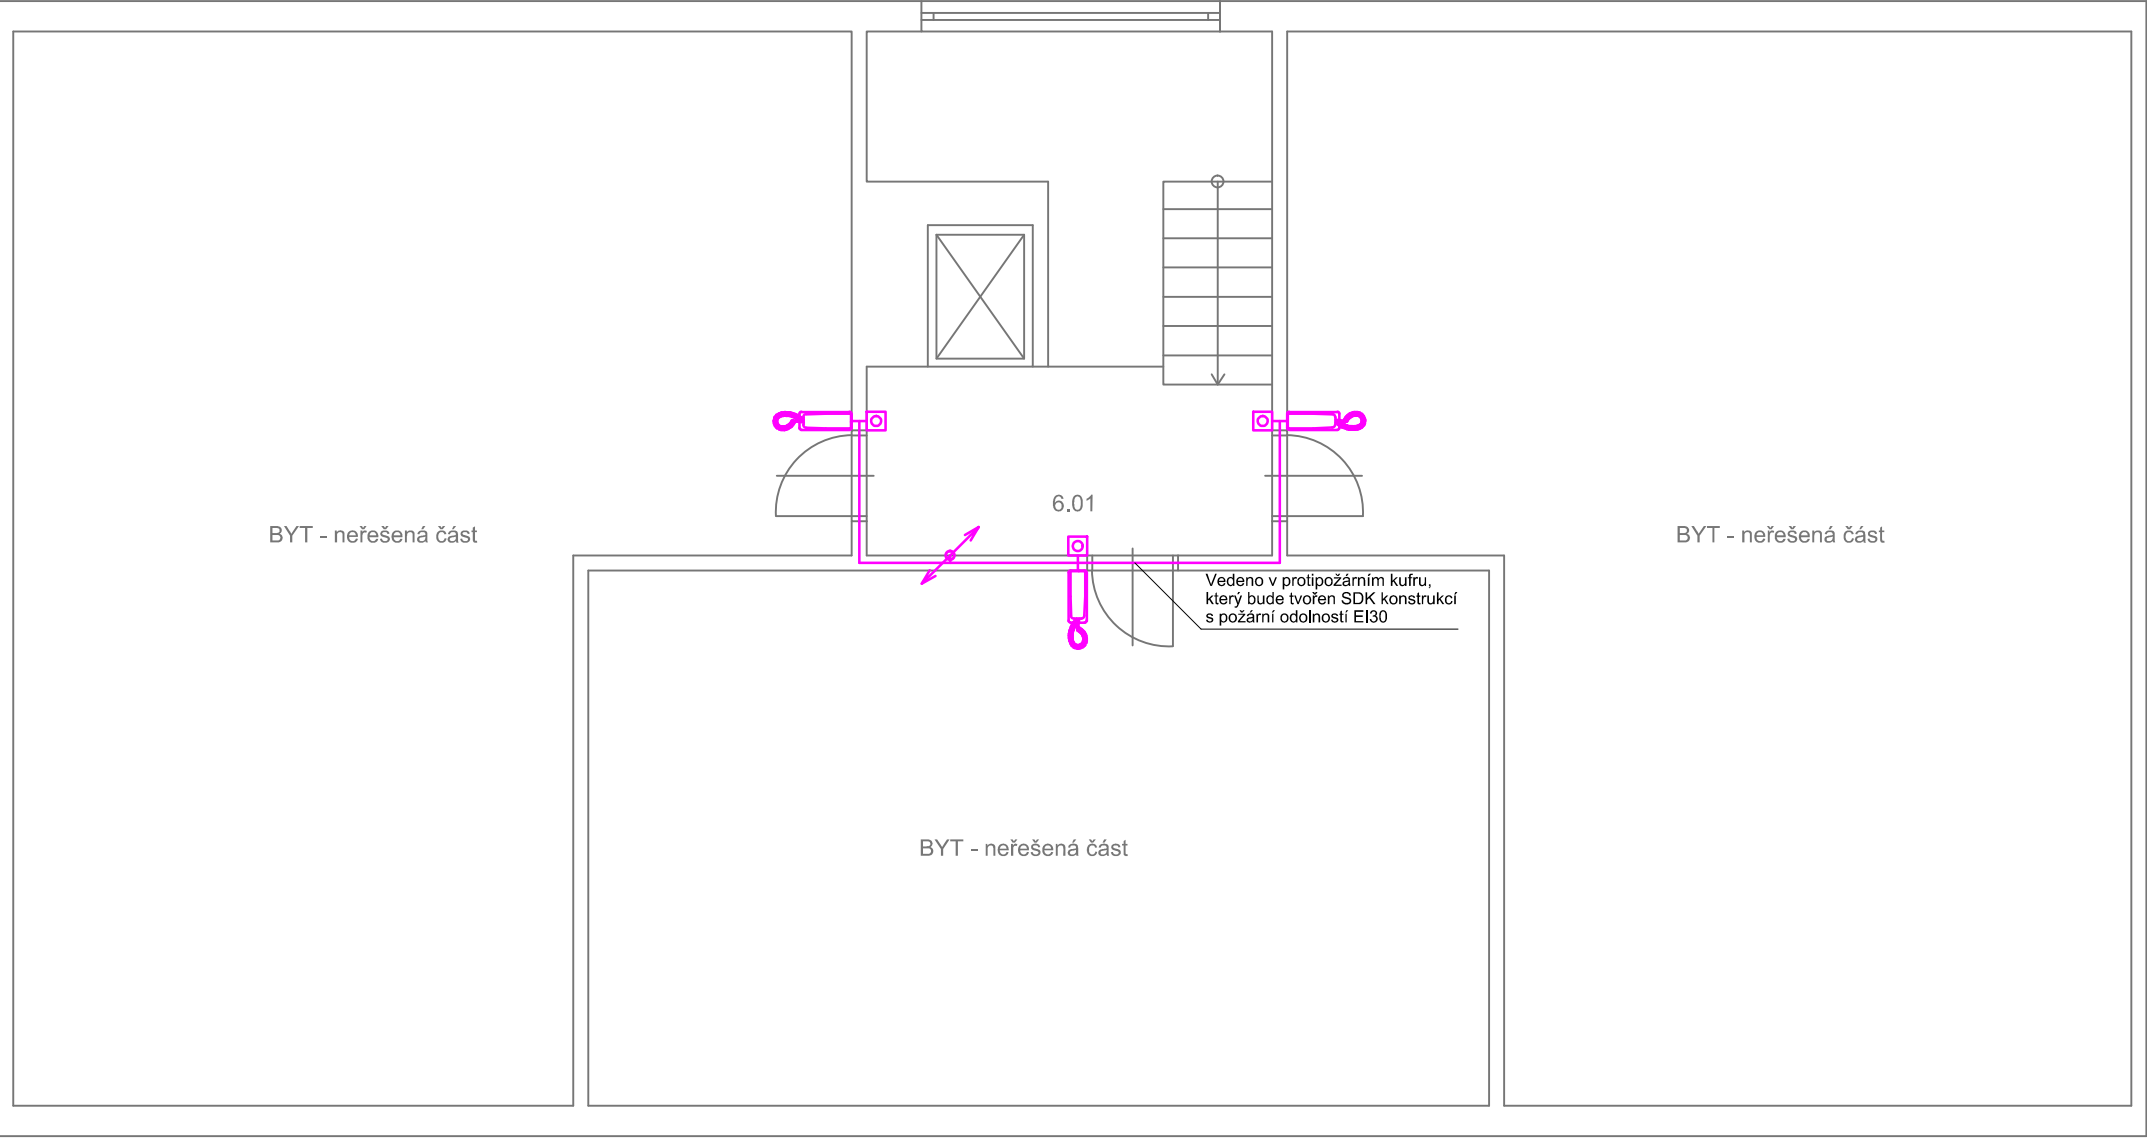 6.01
BYT - neřešená část
BYT - neřešená část
Vedeno v protipožárním kufru,
který bude tvořen SDK konstrukcí
s požární odolností EI30
BYT - neřešená část